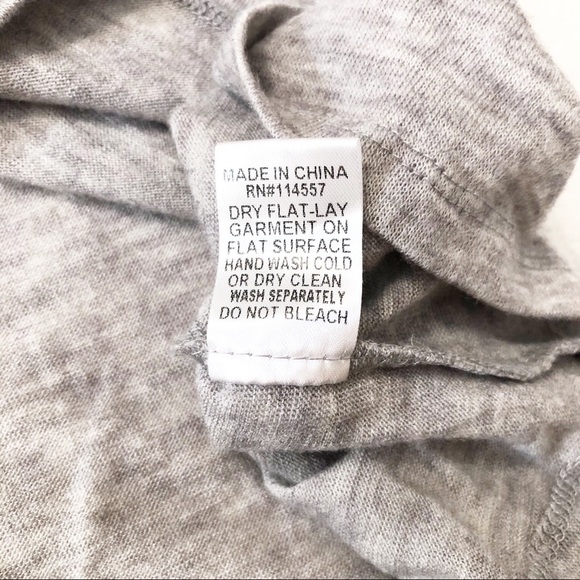 MADE IN CHINA
RN#114557
DRY FLAT-LAY
GARMENT ON
FLAT SURFACE
HAND WASH COLD
OR DRY CLEAN
WASH SEPARATELY
DO NOT BLEACH